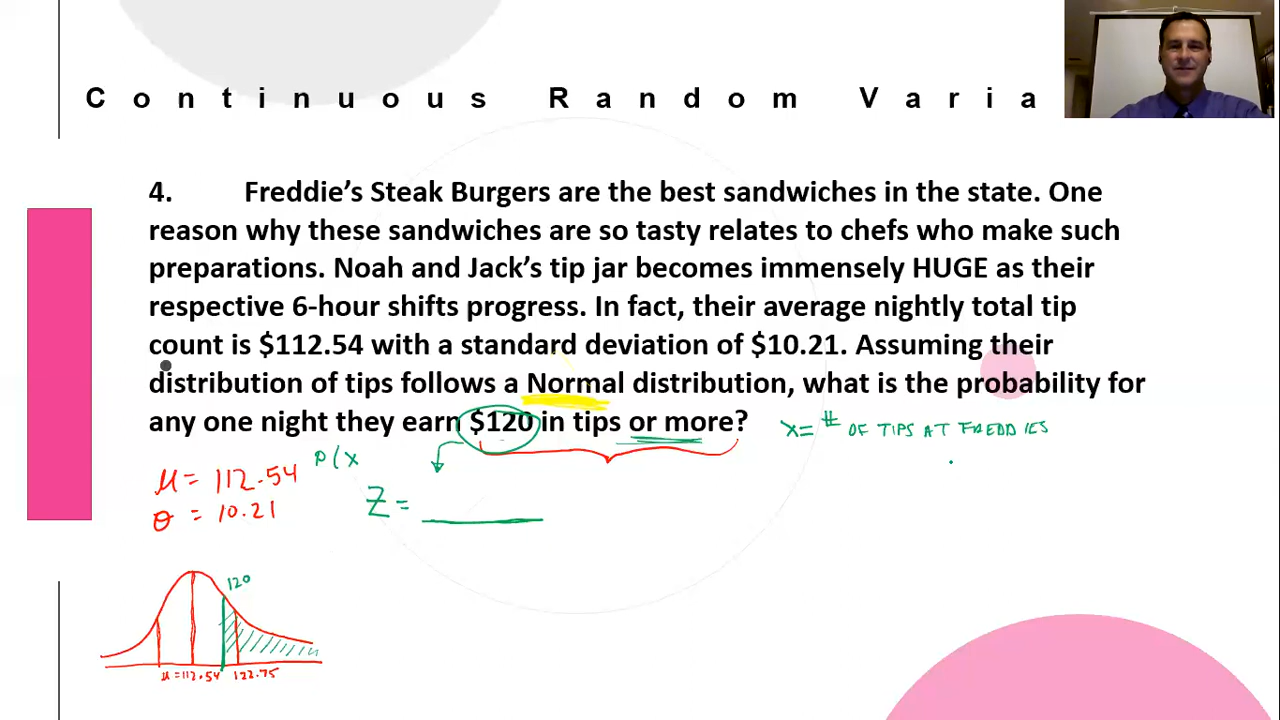 Continuous Random Varia
4. Freddie’s Steak Burgers are the best sandwiches in the state. One
reason why these sandwiches are so tasty relates to chefs who make such
preparations. Noah and Jack’s tip jar becomes immensely HUGE as their
respective 6-hour shifts progress. In fact, their average nightly total tip
count is $112.54 with a standard deviation of $10.21. Assuming their
distribution of tips follows a Normal distribution, what is the probability for
any one night they earn $120 in tips or more?
x = # OF TIPS AT FREDDIES
μ = 112.54
P(x
Z =
σ = 10.21
120
μ=112.54 122.75